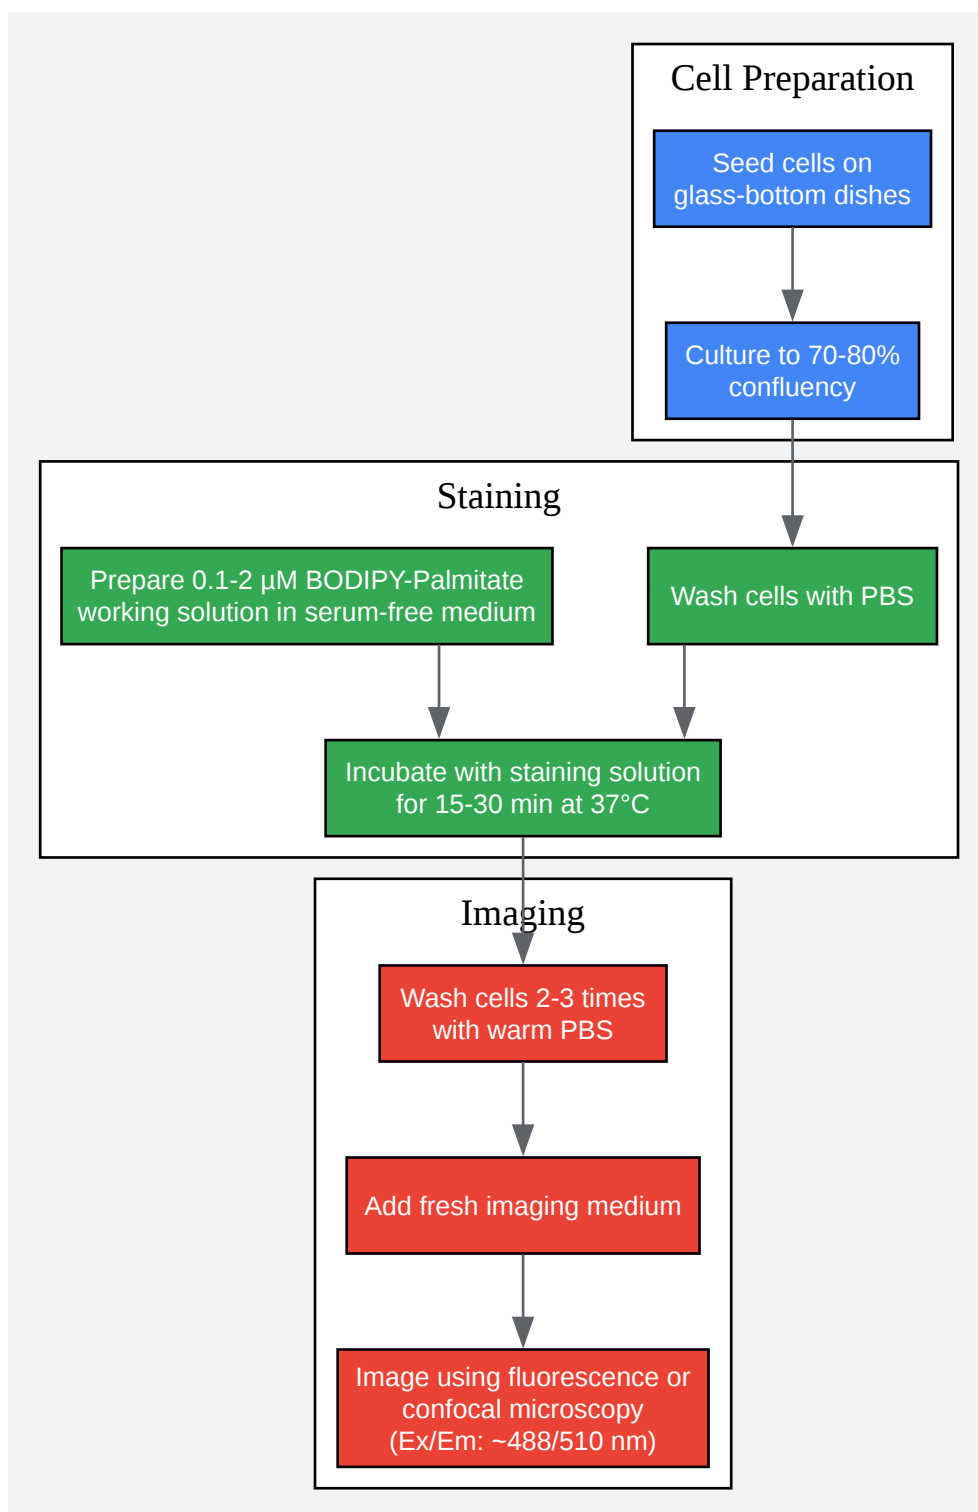 Cell Preparation
Seed cells on
glass-bottom dishes
Culture to 70-80%
confluency
Staining
Prepare 0.1-2 µM BODIPY-Palmitate
working solution in serum-free medium
Wash cells with PBS
Incubate with staining solution
for 15-30 min at 37°C
Imaging
Wash cells 2-3 times
with warm PBS
Add fresh imaging medium
Image using fluorescence or
confocal microscopy
(Ex/Em: ~488/510 nm)